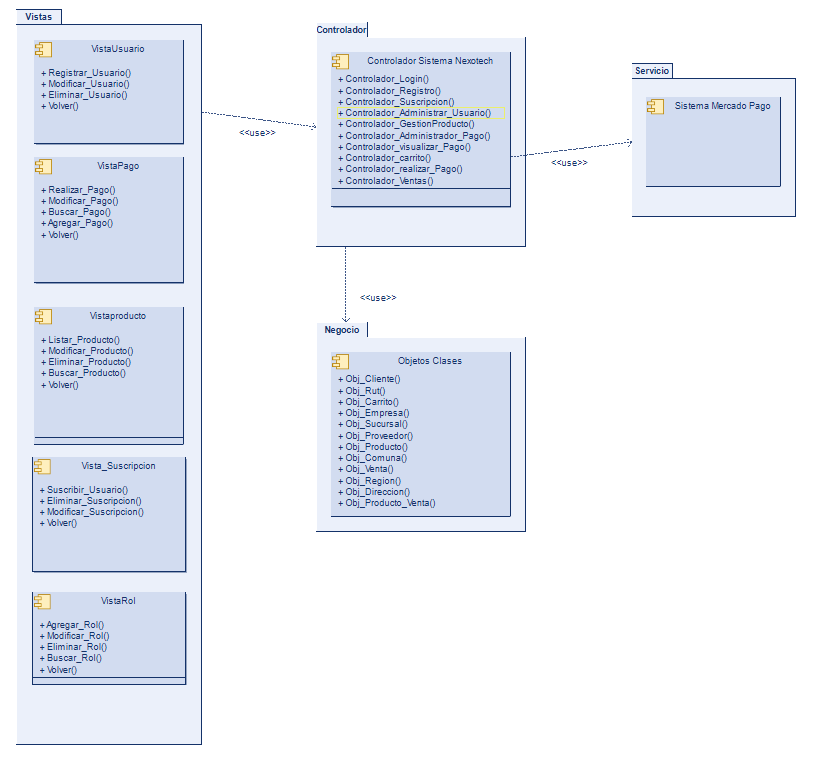 Vistas
VistaUsuario
+ Registrar_Usuario()
+ Modificar_Usuario()
+ Eliminar_Usuario()
+ Volver()
VistaPago
+ Realizar_Pago()
+ Modificar_Pago()
+ Buscar_Pago()
+ Agregar_Pago()
+ Volver()
Vistaproducto
+ Listar_Producto()
+ Modificar_Producto()
+ Eliminar_Producto()
+ Buscar_Producto()
+ Volver()
Vista_Suscripcion
+ Suscribir_Usuario()
+ Eliminar_Suscripcion()
+ Modificar_Suscripcion()
+ Volver()
VistaRol
+ Agregar_Rol()
+ Modificar_Rol()
+ Eliminar_Rol()
+ Buscar_Rol()
+ Volver()
<<use>>
Controlador
Controlador Sistema Nexotech
+ Controlador_Login()
+ Controlador_Registro()
+ Controlador_Suscripcion()
+ Controlador_Administrar_Usuario()
+ Controlador_GestionProducto()
+ Controlador_Administrador_Pago()
+ Controlador_visualizar_Pago()
+ Controlador_carrito()
+ Controlador_realizar_Pago()
+ Controlador_Ventas()
<<use>>
Servicio
Sistema Mercado Pago
<<use>>
Negocio
Objetos Clases
+ Obj_Cliente()
+ Obj_Rut()
+ Obj_Carrito()
+ Obj_Empresa()
+ Obj_Sucursal()
+ Obj_Proveedor()
+ Obj_Producto()
+ Obj_Comuna()
+ Obj_Venta()
+ Obj_Region()
+ Obj_Direccion()
+ Obj_Producto_Venta()